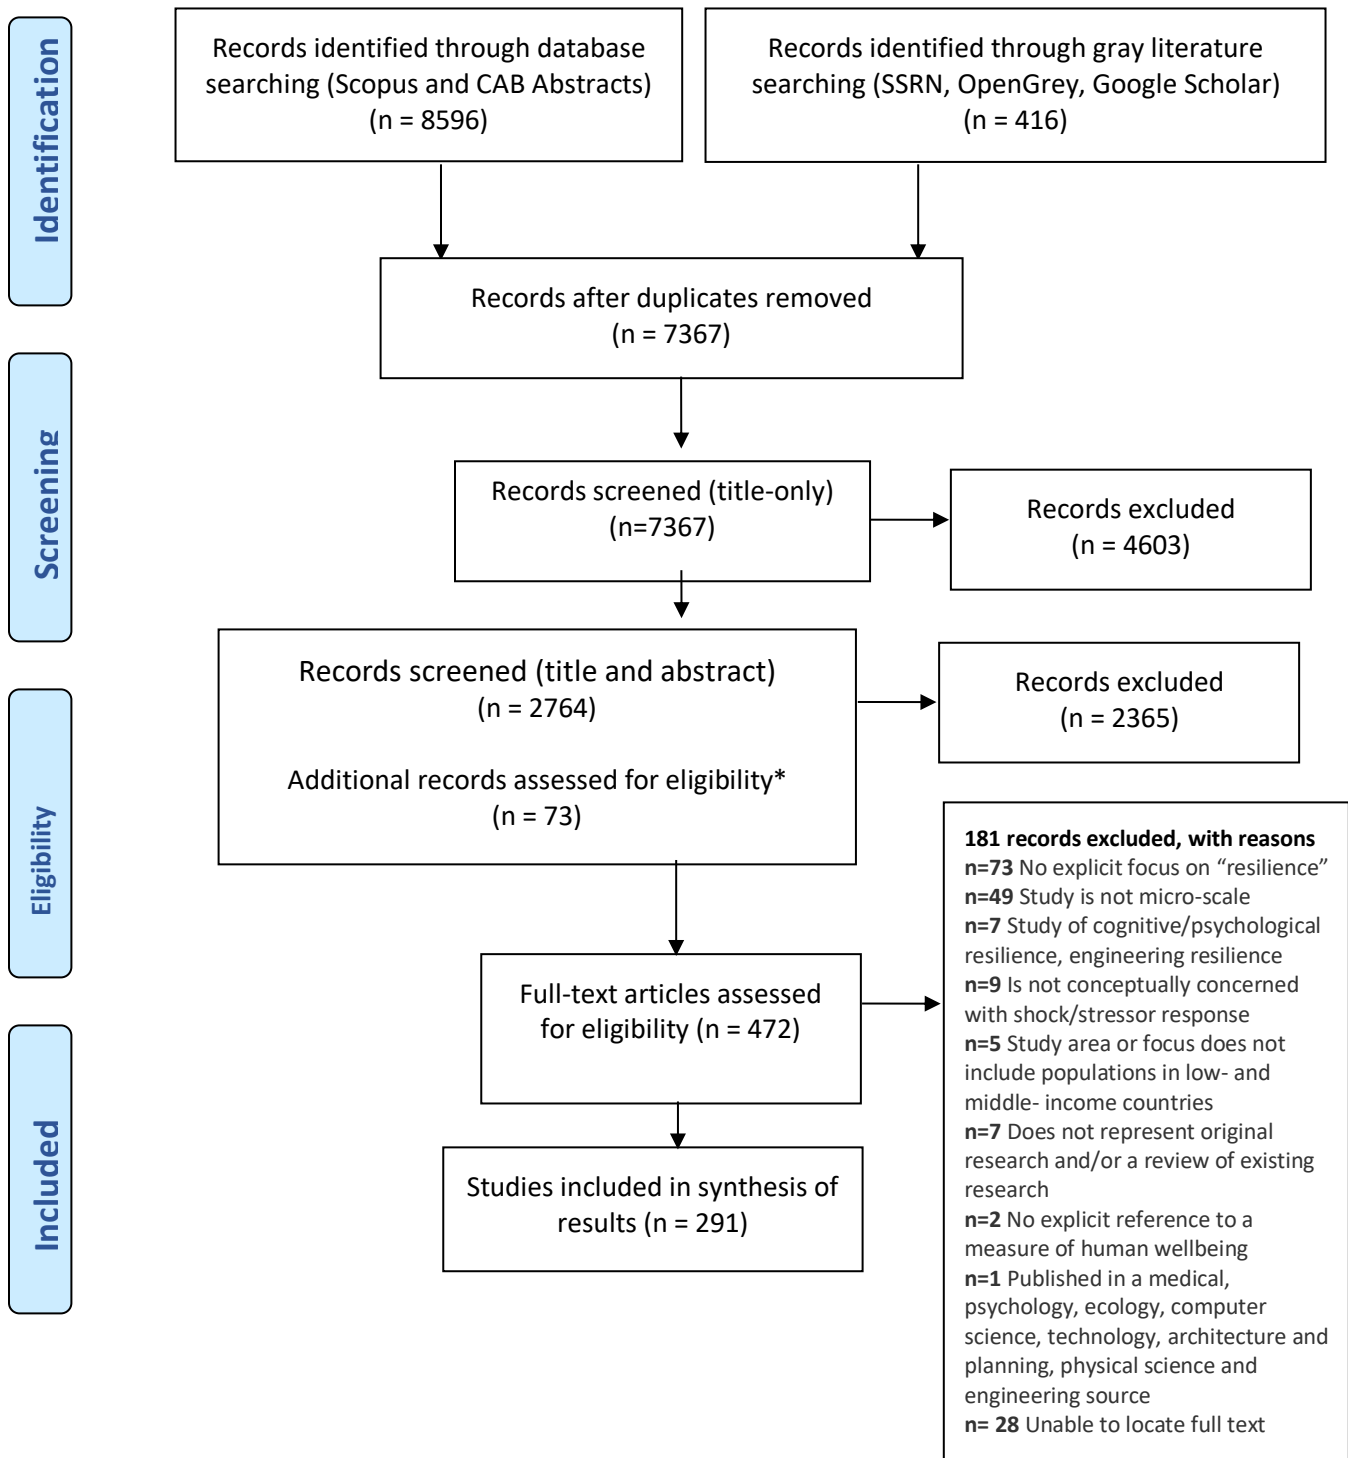 Identification
Records identified through database
searching (Scopus and CAB Abstracts)
(n = 8596)
Records identified through gray literature
searching (SSRN, OpenGrey, Google Scholar)
(n = 416)
Records after duplicates removed
(n = 7367)
Screening
Records screened (title-only)
(n=7367)
Records excluded
(n = 4603)
Records screened (title and abstract)
(n = 2764)
Additional records assessed for eligibility*
(n = 73)
Records excluded
(n = 2365)
Eligibility
Full-text articles assessed
for eligibility (n = 472)
181 records excluded, with reasons
n=73 No explicit focus on “resilience”
n=49 Study is not micro-scale
n=7 Study of cognitive/psychological
resilience, engineering resilience
n=9 Is not conceptually concerned
with shock/stressor response
n=5 Study area or focus does not
include populations in low- and
middle- income countries
n=7 Does not represent original
research and/or a review of existing
research
n=2 No explicit reference to a
measure of human wellbeing
n=1 Published in a medical,
psychology, ecology, computer
science, technology, architecture and
planning, physical science and
engineering source
n= 28 Unable to locate full text
Included
Studies included in synthesis of
results (n = 291)